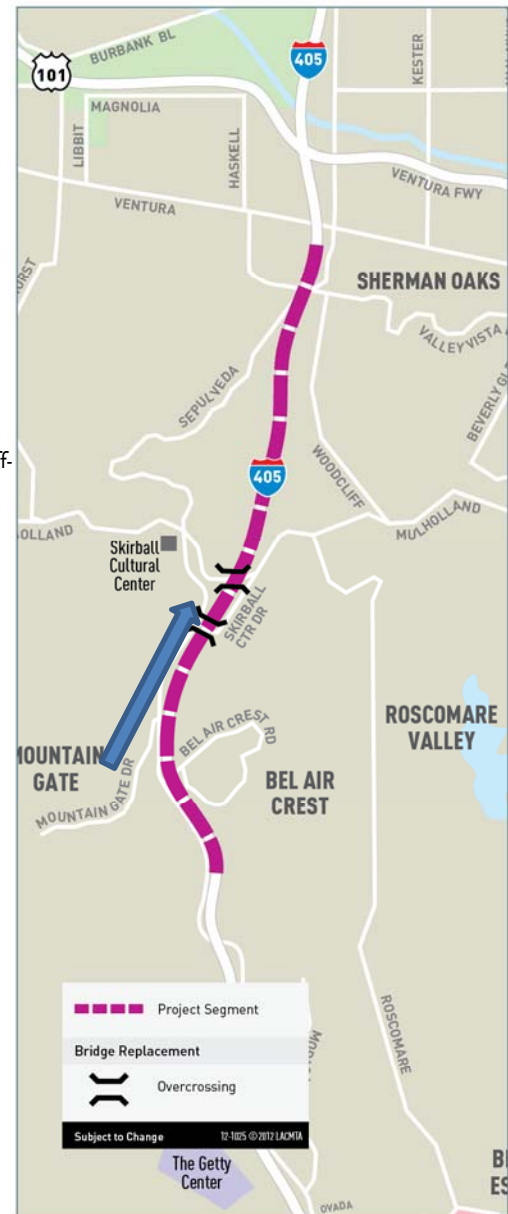 BURBANK BL
101
405
KESTER
MAGNOLIA
LIBBIT
HASKELL
VENTURA FWY
VENTURA
SHERMAN OAKS
VALLEY VISTA
BEVERLY
SEPULVEDA
ff-
405
WOODCLIFF
MULHOLLAND
OLLAND
Skirball
Cultural
Center
SKIRBALL
CTR DR
ROSCOMARE
VALLEY
MOUNTAIN
GATE
BEL AIR CREST RD
BEL AIR
CREST
MOUNTAIN GATE DR
Project Segment
Bridge Replacement
Overcrossing
Subject to Change 12-1025 © 2012 LACMTA
ROSCOMARE
The Getty
Center
OVADA
ES